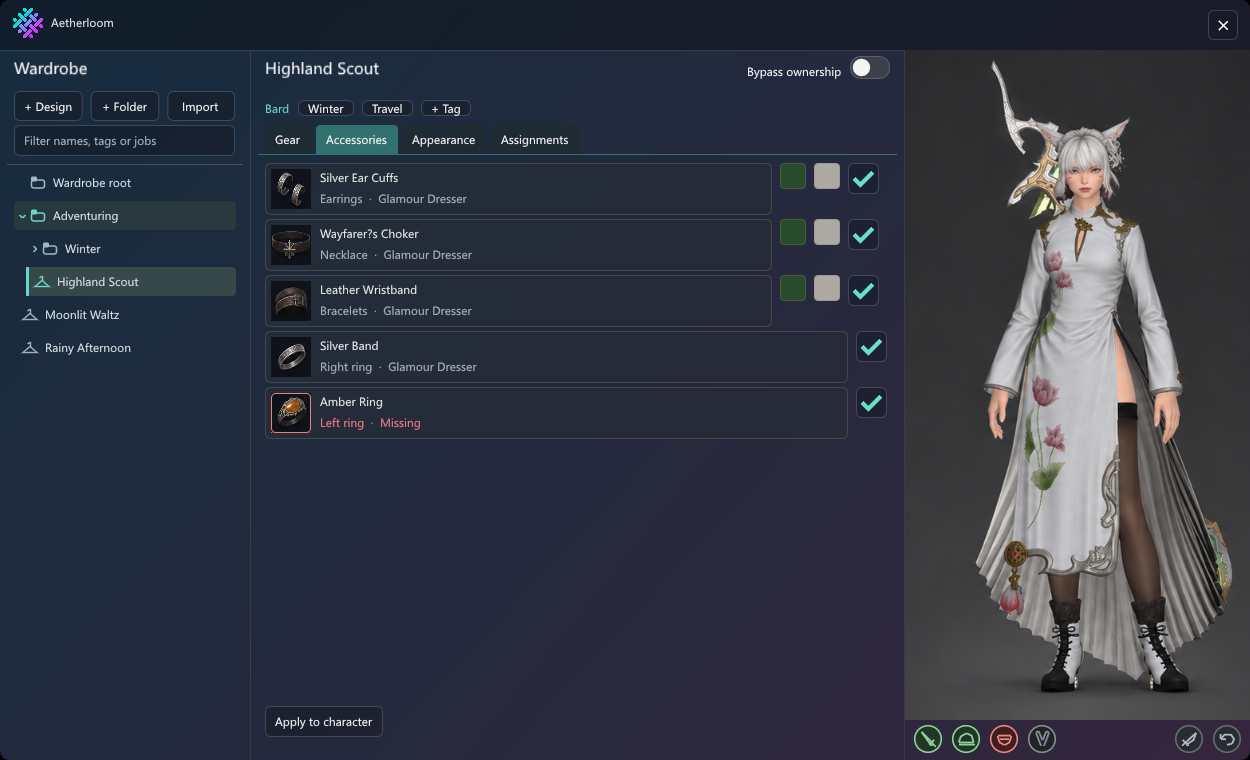 Aetherloom
Wardrobe
+ Design
+ Folder
Import
Filter names, tags or jobs
Wardrobe root
Adventuring
Winter
Highland Scout
Moonlit Waltz
Rainy Afternoon
Highland Scout
Bypass ownership
Bard
Winter
Travel
+ Tag
Gear
Accessories
Appearance
Assignments
Silver Ear Cuffs
Earrings · Glamour Dresser
Wayfarer?s Choker
Necklace · Glamour Dresser
Leather Wristband
Bracelets · Glamour Dresser
Silver Band
Right ring · Glamour Dresser
Amber Ring
Left ring · Missing
Apply to character